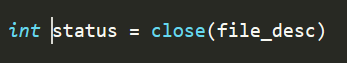 int status = close(file_desc)